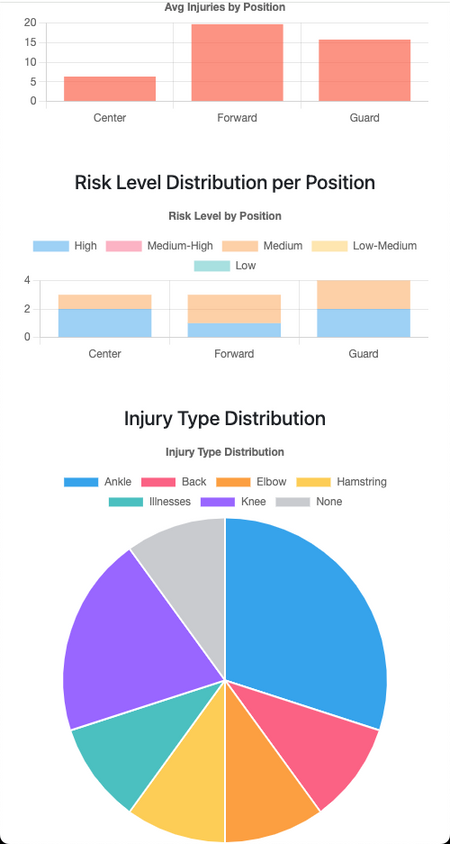 Avg Injuries by Position
20
15
10
5
0
Center Forward Guard
Risk Level Distribution per Position
Risk Level by Position
High Medium-High Medium Low-Medium
Low
4
2
0
Center Forward Guard
Injury Type Distribution
Injury Type Distribution
Ankle Back Elbow Hamstring
Illnesses Knee None